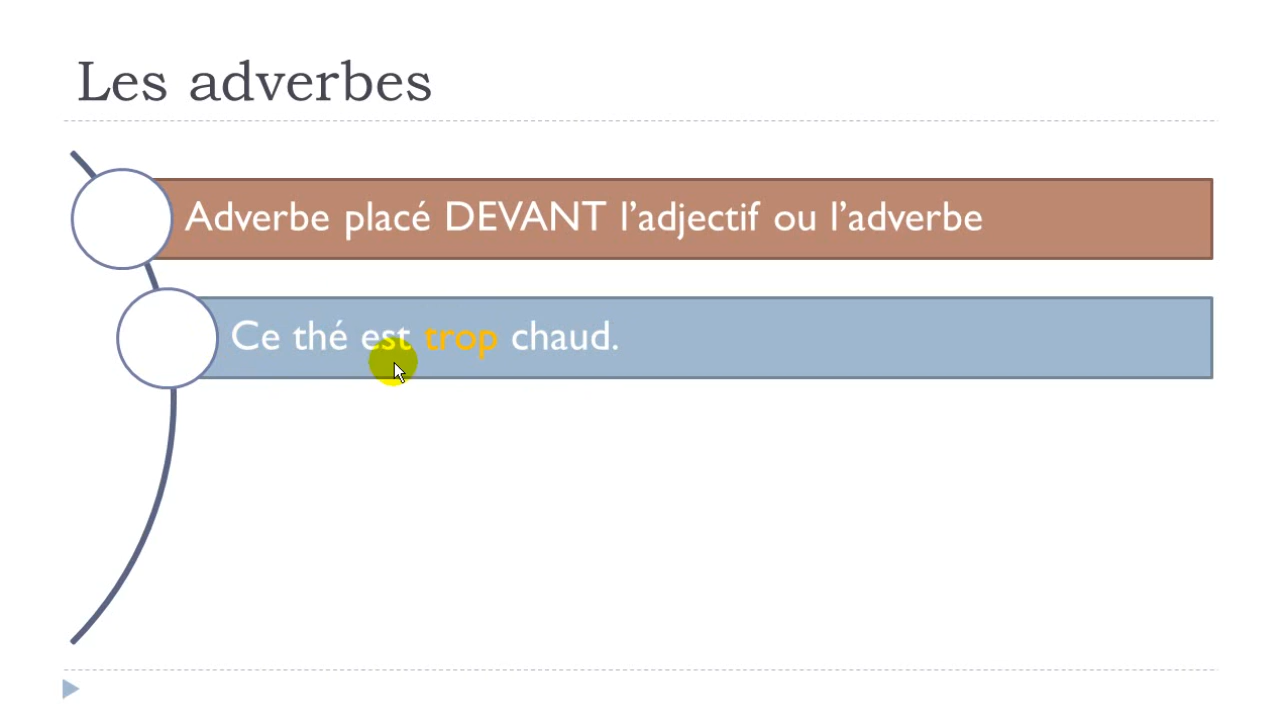 Les adverbes
Adverbe placé DEVANT l’adjectif ou l’adverbe
Ce thé est trop chaud.